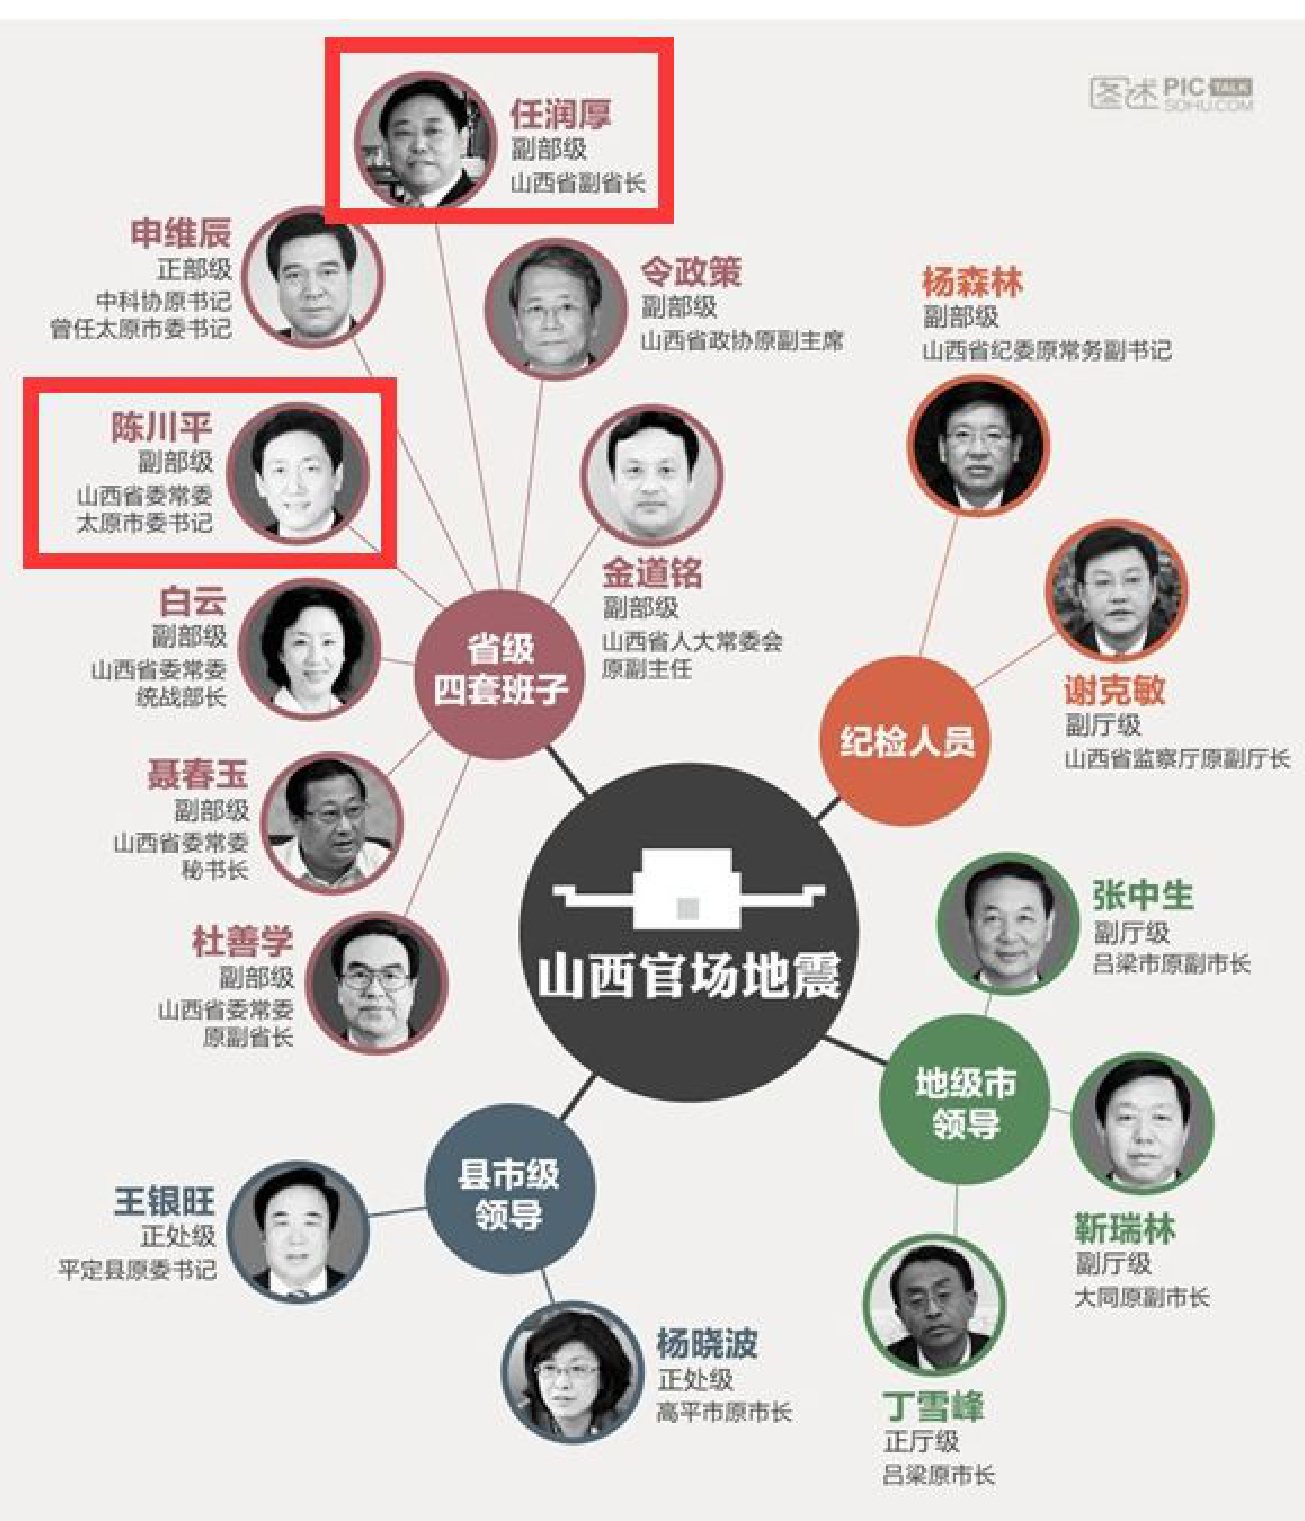 图述 PIC TALK
SOHU.COM
任润厚
副部级
山西省副省长
申维辰
正部级
中科协原书记
曾任太原市委书记
令政策
副部级
山西省政协原副主席
杨森林
副部级
山西省纪委原常务副书记
陈川平
副部级
山西省委常委
太原市委书记
金道铭
副部级
山西省人大常委会
原副主任
白云
副部级
山西省委常委
统战部长
省级
四套班子
谢克敏
副厅级
山西省监察厅原副厅长
纪检人员
聂春玉
副部级
山西省委常委
秘书长
杜善学
副部级
山西省委常委
原副省长
山西官场地震
张中生
副厅级
吕梁市原副市长
地级市
领导
县市级
领导
王银旺
正处级
平定县原委书记
靳瑞林
副厅级
大同原副市长
杨晓波
正处级
高平市原市长
丁雪峰
正厅级
吕梁原市长